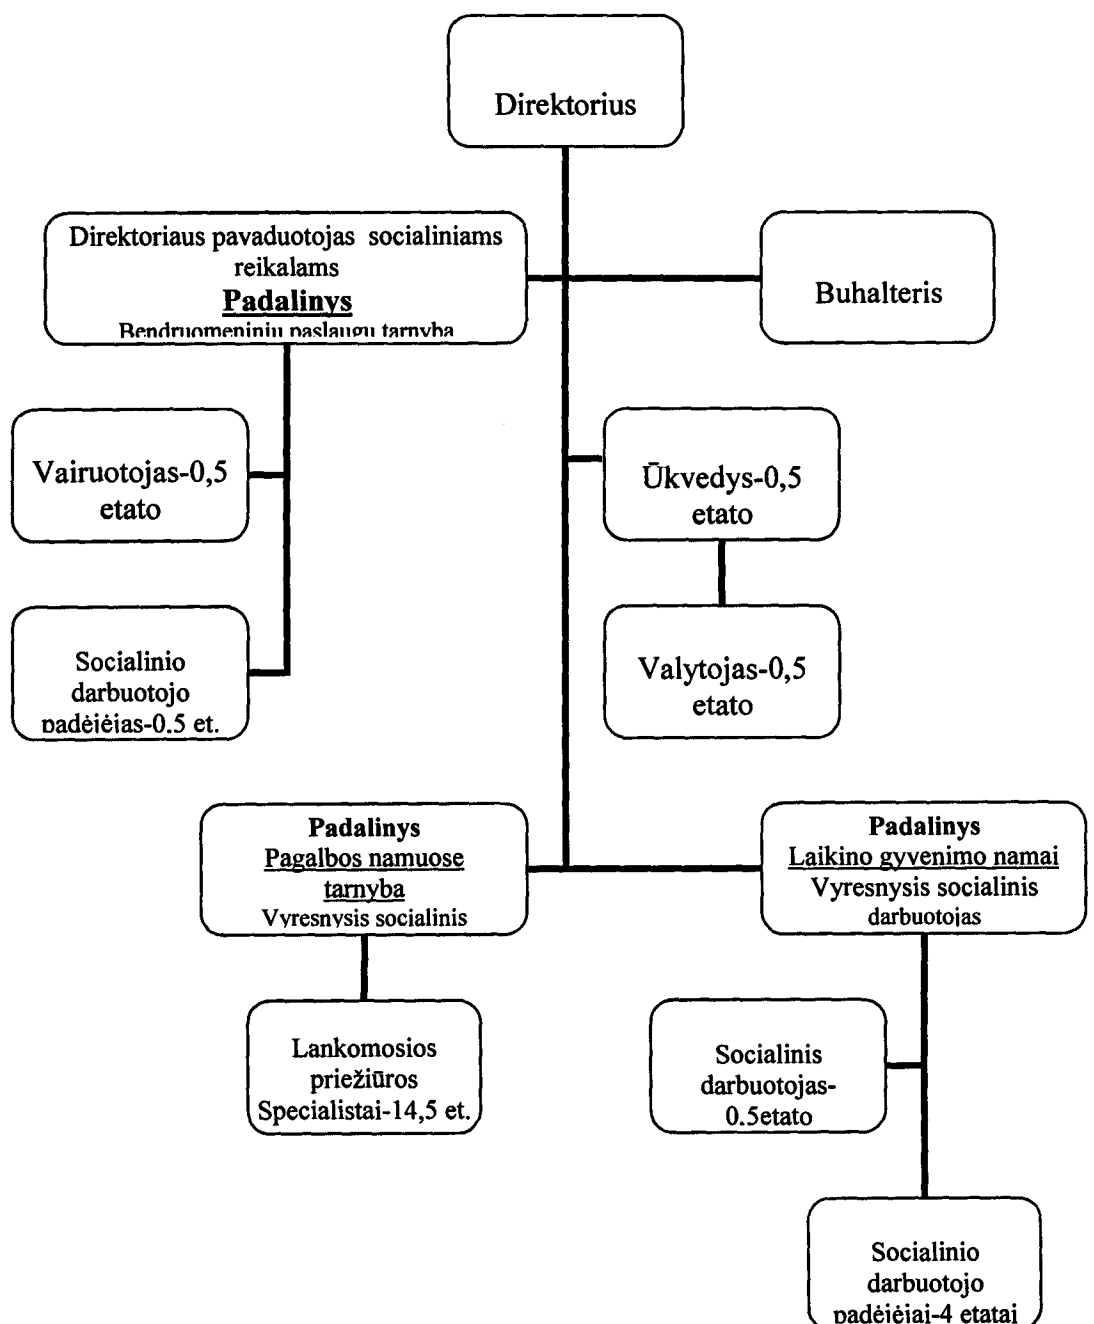 Direktorius
Direktoriaus pavaduotojas socialiniams
reikalams
Padalinys
Bendruomeninių paslaugų tarnyba
Buhalteris
Vairuotojas-0,5
etato
Ūkvedys-0,5
etato
Socialinio
darbuotojo
padėjėjas-0.5 et.
Valytojas-0,5
etato
Padalinys
Pagalbos namuose
tarnyba
Vyresnysis socialinis
Padalinys
Laikino gyvenimo namai
Vyresnysis socialinis
darbuotojas
Lankomosios
priežiūros
Specialistai-14,5 et.
Socialinis
darbuotojas-
0.5etato
Socialinio
darbuotojo
padėjėjai-4 etatai